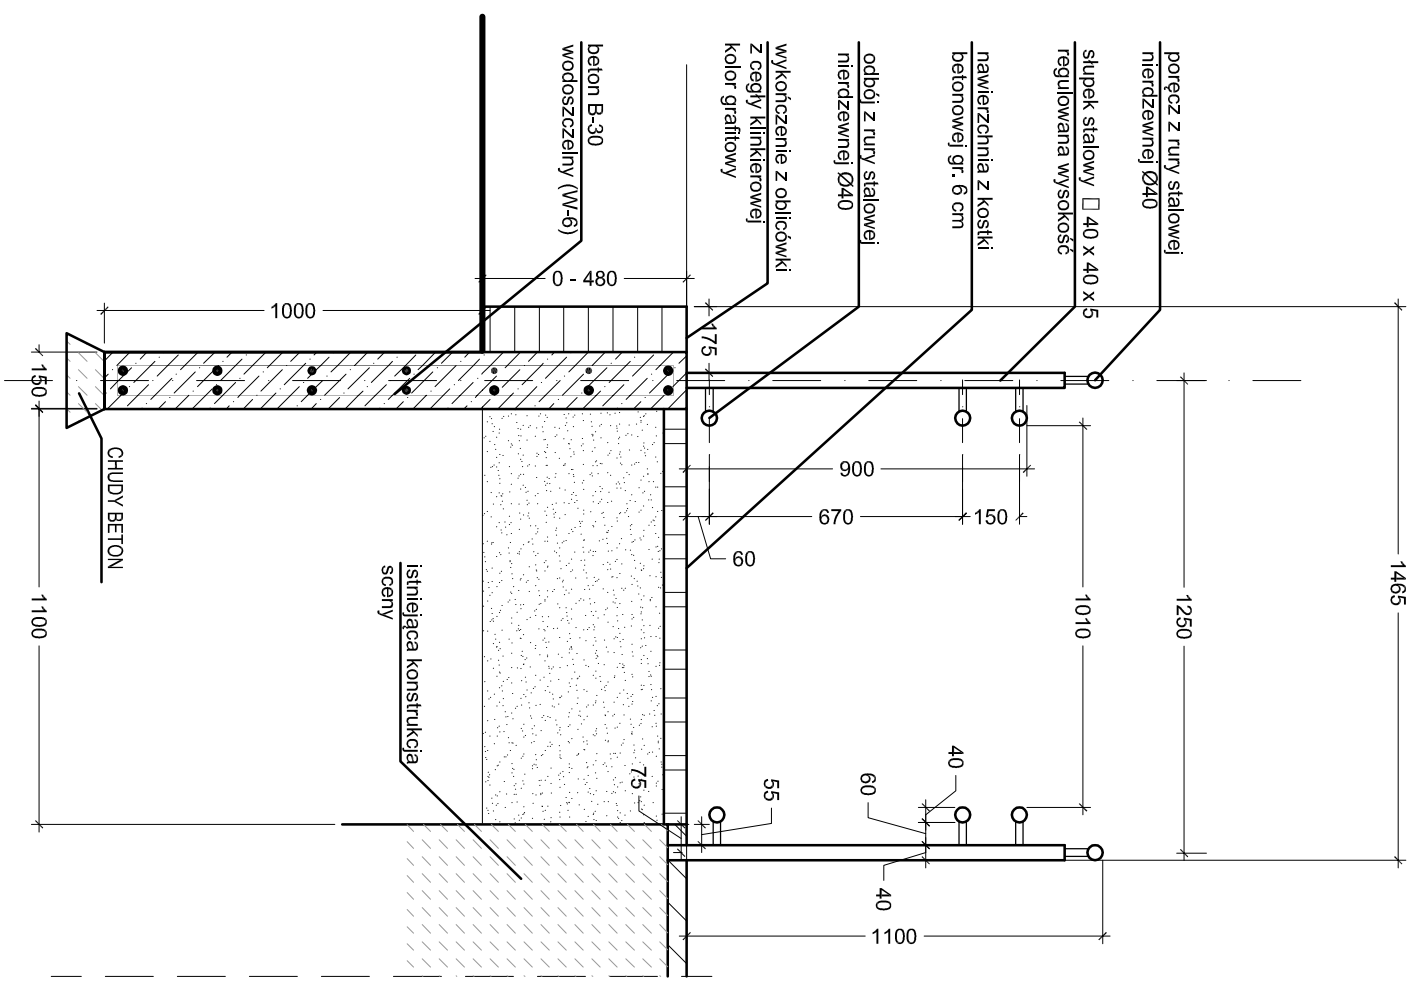 poręcz z rury stalowej
nierdzewnej Ø40
słupek stalowy □ 40 x 40 x 5
regulowana wysokość
nawierzchnia z kostki
betonowej gr. 6 cm
odbój z rury stalowej
nierdzewnej Ø40
wykończenie z oblicówki
z cegły klinkierowej
kolor grafitowy
beton B-30
wodoszczelny (W-6)
1465
1250
1010
175
0 - 480
1000
150
900
670
150
60
CHUDY BETON
1100
istniejąca konstrukcja
sceny
40
60
55
75
40
1100